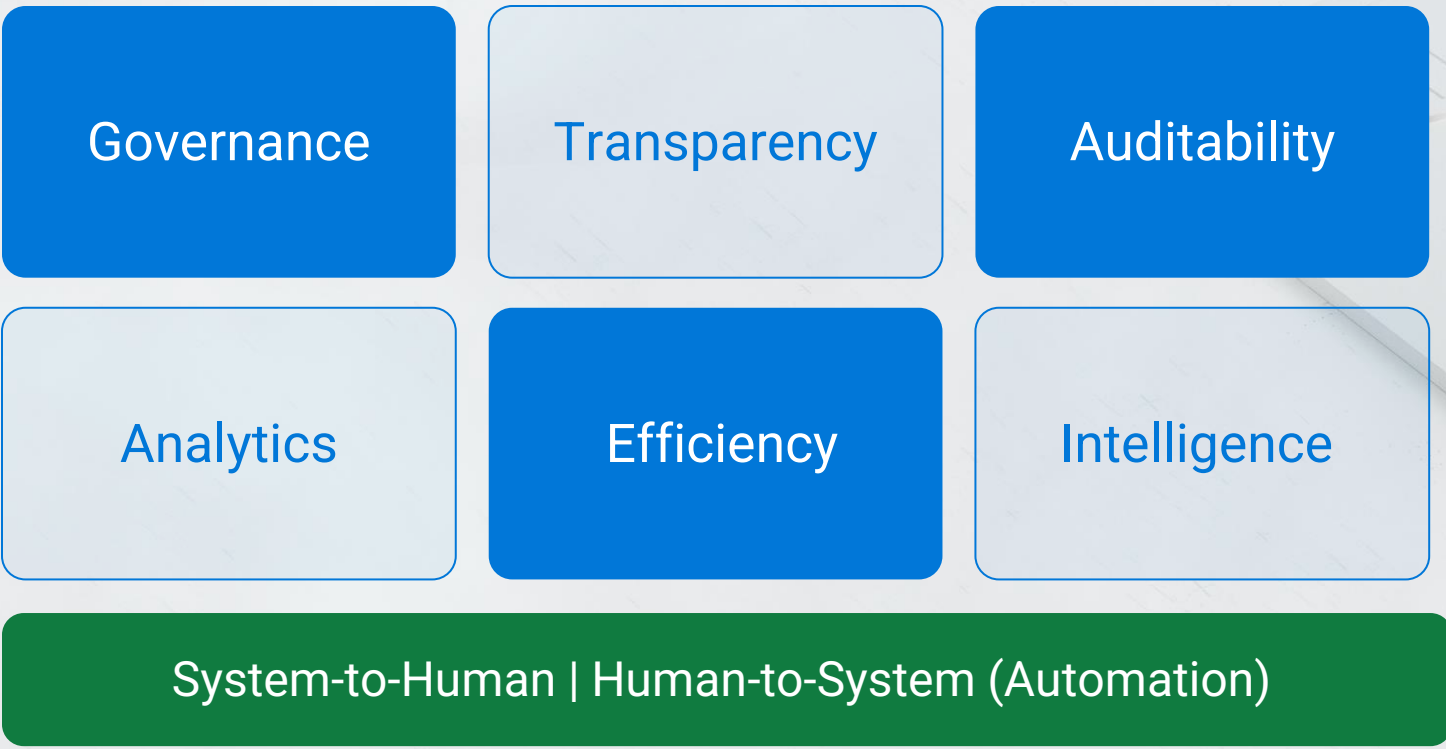 Governance
Transparency
Auditability
Analytics
Efficiency
Intelligence
System-to-Human | Human-to-System (Automation)